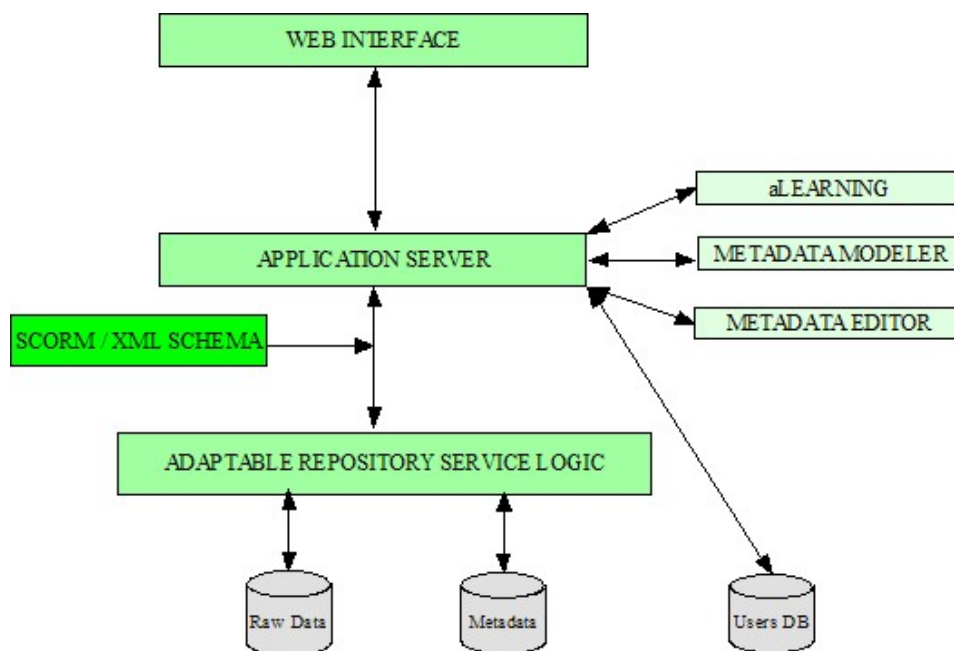 WEB INTERFACE
aLEARNING
APPLICATION SERVER
METADATA MODELER
METADATA EDITOR
SCORM / XML SCHEMA
ADAPTABLE REPOSITORY SERVICE LOGIC
Raw Data
Metadata
Users DB